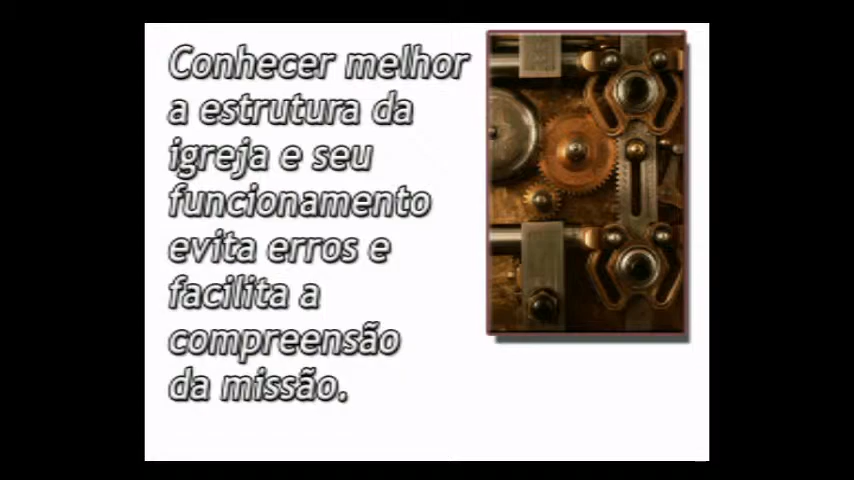 Conhecer melhor
a estrutura da
igreja e seu
funcionamento
evita erros e
facilita a
compreensão
da missão.